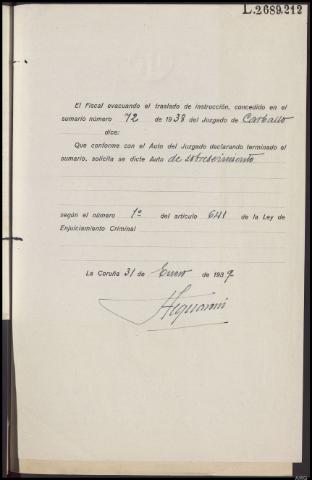 L.2689.212
El Fiscal evacuando el traslado de instrucción, concedido en el
sumario número 72 de 1938 del Juzgado de Carballo
dice:
Que conforme con el Auto del Juzgado declarando terminado el
sumario, solicita se dicte Auto de sobreseimiento
según el número 1º del artículo 641 de la Ley de
Enjuiciamiento Criminal
La Coruña 31 de Enero de 1939